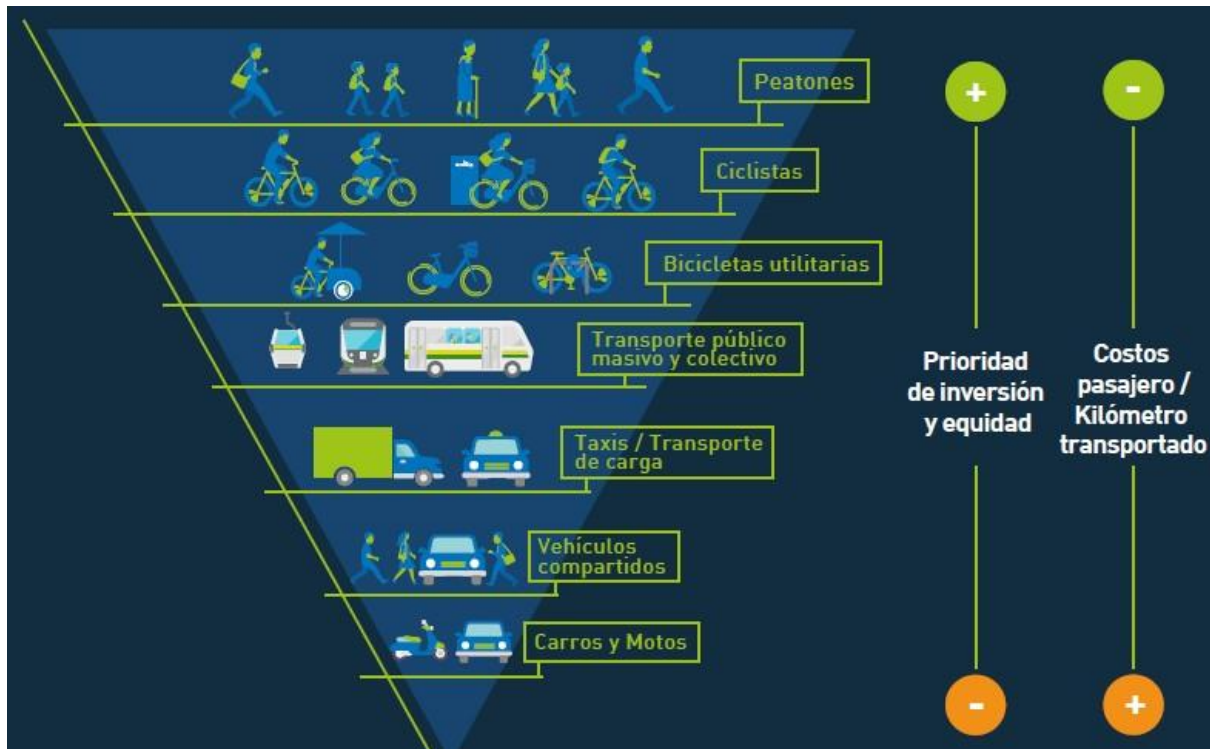 Peatones
Ciclistas
Bicicletas utilitarias
Transporte público
masivo y colectivo
Taxis / Transporte
de carga
Vehículos
compartidos
Carros y Motos
+
Prioridad
de inversión
y equidad
-
-
Costos
pasajero /
Kilómetro
transportado
+